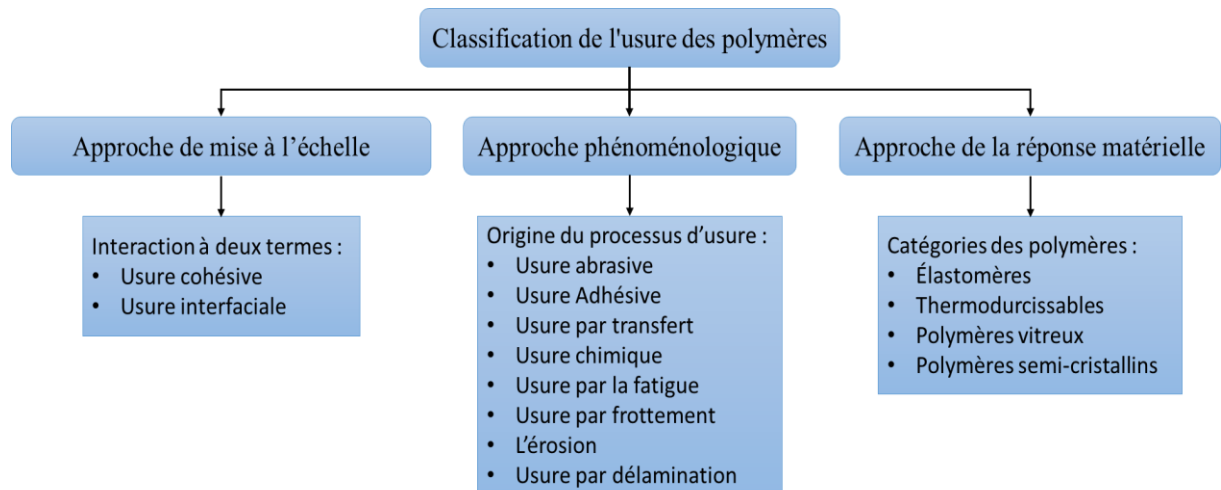 Classification de l'usure des polymères
Approche de mise à l’échelle
Approche phénoménologique
Approche de la réponse matérielle
Interaction à deux termes :
• Usure cohésive
• Usure interfaciale
Origine du processus d’usure :
• Usure abrasive
• Usure Adhésive
• Usure par transfert
• Usure chimique
• Usure par la fatigue
• Usure par frottement
• L’érosion
• Usure par délamination
Catégories des polymères :
• Élastomères
• Thermodurcissables
• Polymères vitreux
• Polymères semi-cristallins